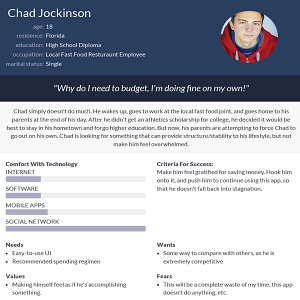 Chad Jockinson
age: 18
residence: Florida
education: High School Diploma
occupation: Local Fast Food Resturaunt Employee
marital status: Single
"Why do I need to budget, I'm doing fine on my own!"
Chad simply doesn't do much. He wakes up, goes to work at the local fast food joint, and goes home to his
parents at the end of his day. After he didn't get an athletics scholarship for college, he decided it would be
best to stay in his hometown and forgo higher education. But now, his parents are attempting to force Chad to
go out on his own. Chad is looking for something that can provide structure/stability to his lifestyle, but not
make him feel overwhelmed.
Comfort With Technology
INTERNET
SOFTWARE
MOBILE APPS
SOCIAL NETWORK
Criteria For Success:
Make him feel gratified for saving money. Hook him
onto it, and push him to continue using this app, so
that he doesn't fall back into stagnation.
Needs
Easy-to-use UI
Recommended spending regimen
Wants
Some way to compare with others, as he is
extremely competitive
Values
Making himself feel as if he's accomplishing
something.
Fears
This will be a complete waste of my time, this app
doesn't do anything, etc.